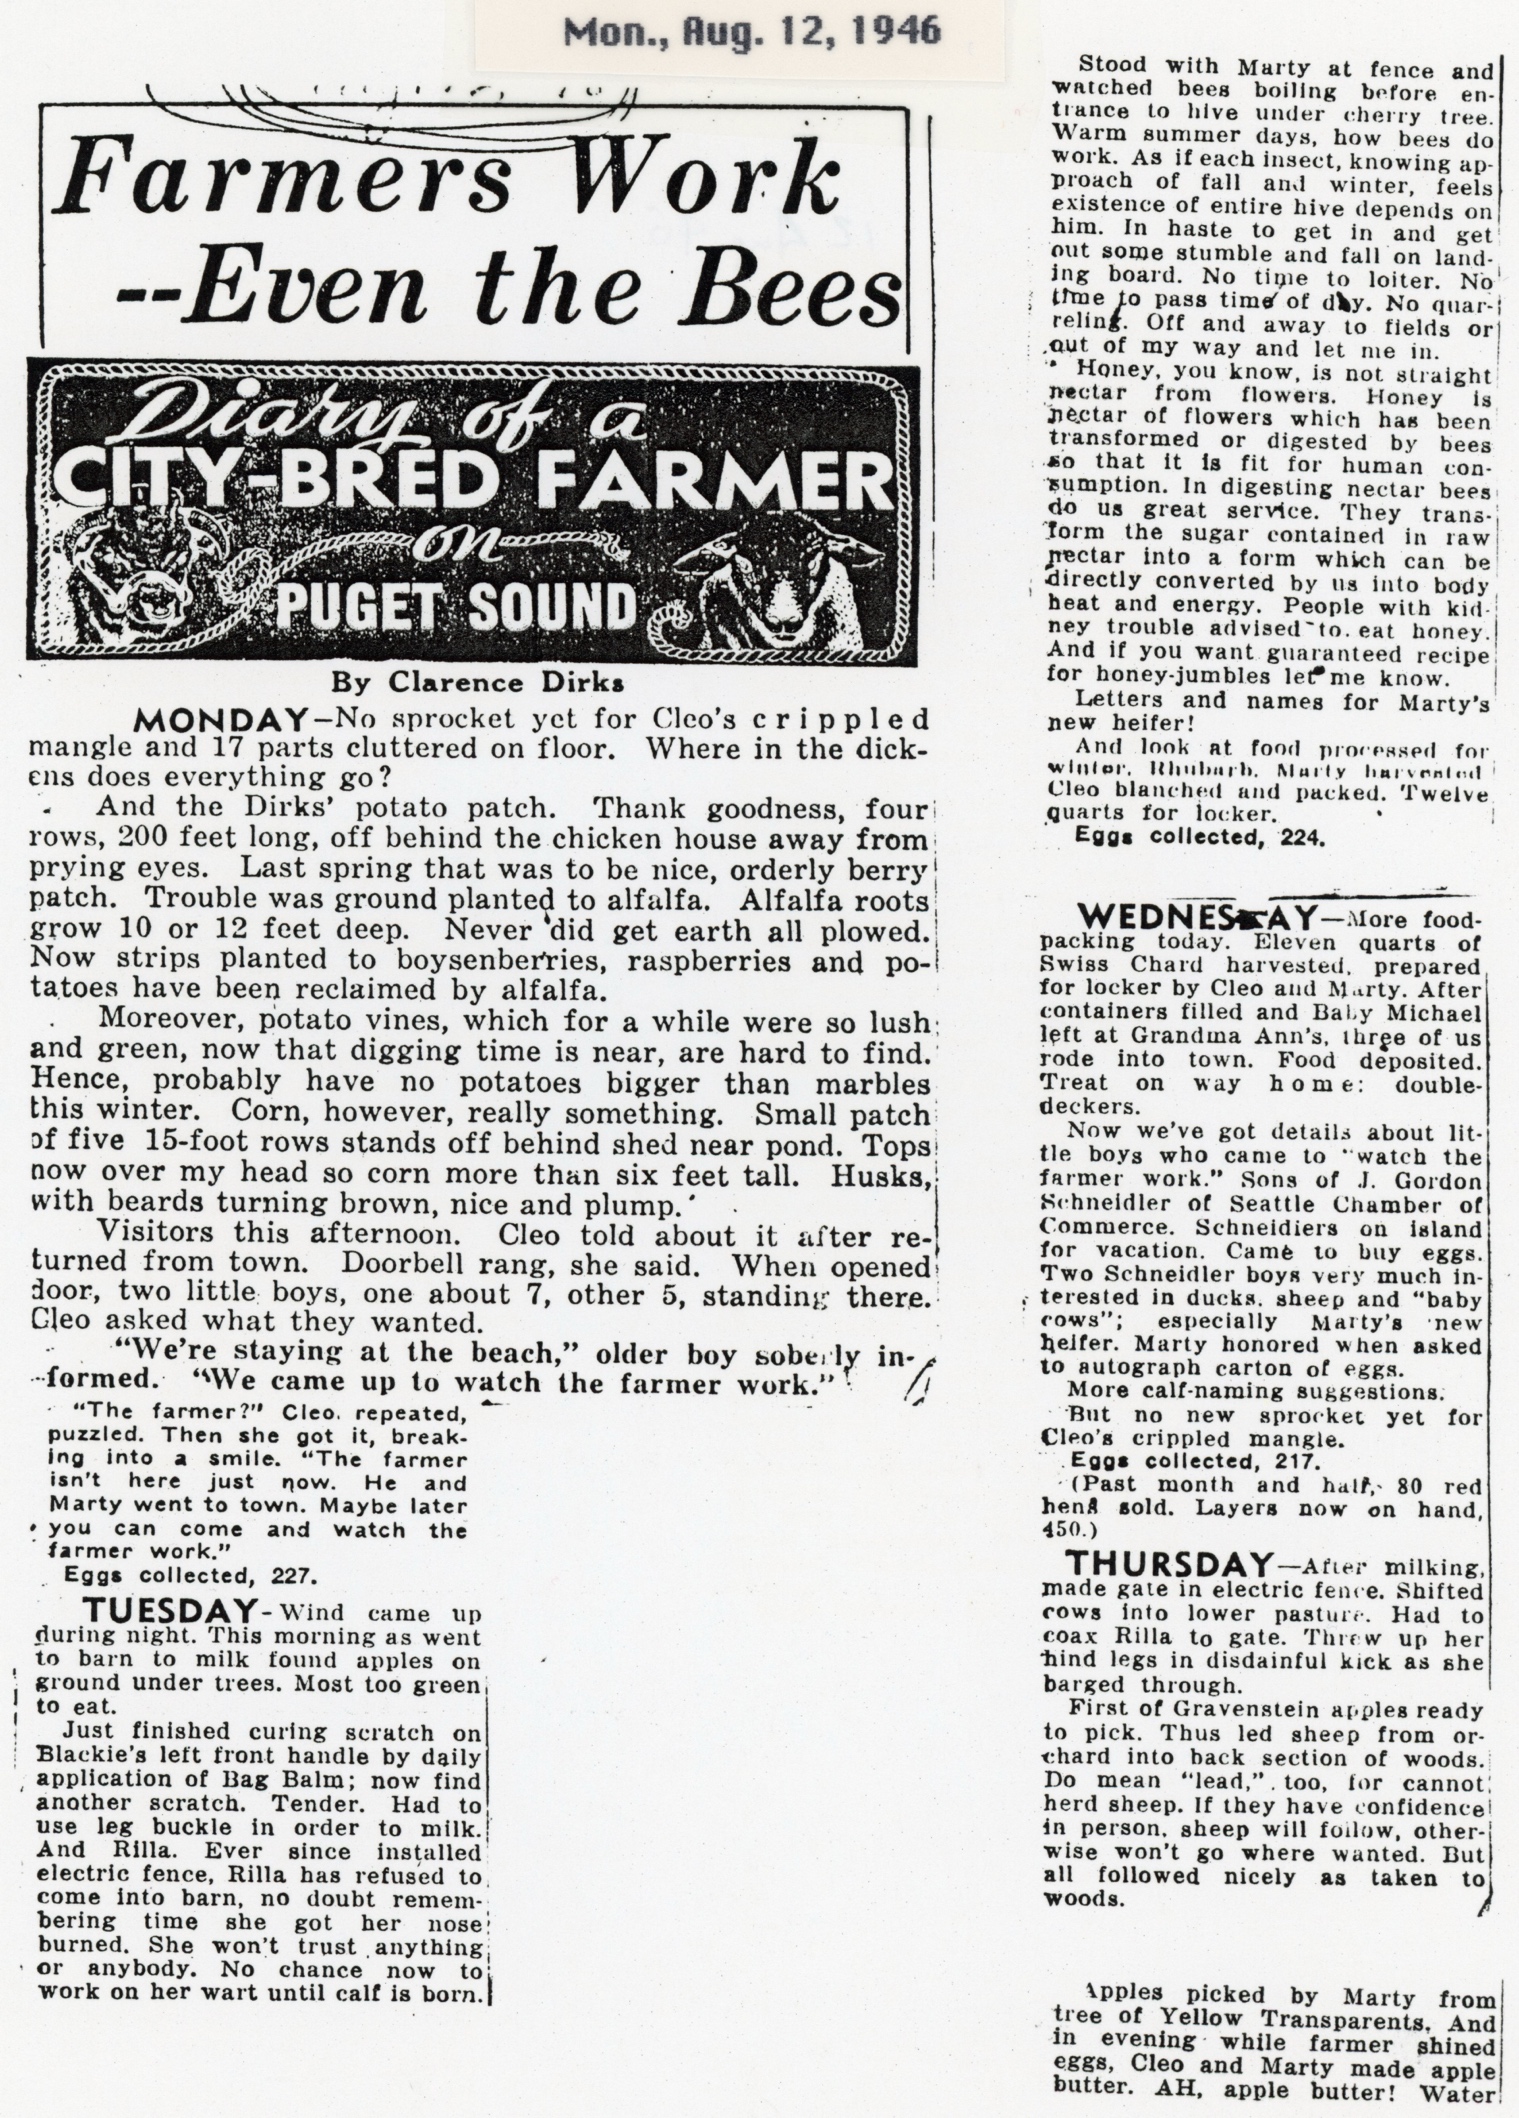 Mon., Aug. 12, 1946
Farmers Work
--Even the Bees
Diary of a
CITY-BRED FARMER
on
PUGET SOUND
By Clarence Dirks
MONDAY—No sprocket yet for Cleo's crippled
mangle and 17 parts cluttered on floor. Where in the dick-
ens does everything go?
And the Dirks' potato patch. Thank goodness, four
rows, 200 feet long, off behind the chicken house away from
prying eyes. Last spring that was to be nice, orderly berry
patch. Trouble was ground planted to alfalfa. Alfalfa roots
grow 10 or 12 feet deep. Never did get earth all plowed.
Now strips planted to boysenberries, raspberries and po-
tatoes have been reclaimed by alfalfa.
Moreover, potato vines, which for a while were so lush
and green, now that digging time is near, are hard to find.
Hence, probably have no potatoes bigger than marbles
this winter. Corn, however, really something. Small patch
of five 15-foot rows stands off behind shed near pond. Tops
now over my head so corn more than six feet tall. Husks,
with beards turning brown, nice and plump.
Visitors this afternoon. Cleo told about it after re-
turned from town. Doorbell rang, she said. When opened
door, two little boys, one about 7, other 5, standing there.
Cleo asked what they wanted.
"We're staying at the beach," older boy soberly in-
formed. "We came up to watch the farmer work."
"The farmer?" Cleo repeated,
puzzled. Then she got it, break-
ing into a smile. "The farmer
isn't here just now. He and
Marty went to town. Maybe later
you can come and watch the
farmer work."
Eggs collected, 227.
TUESDAY-Wind came up
during night. This morning as went
to barn to milk found apples on
ground under trees. Most too green
to eat.
Just finished curing scratch on
Blackie's left front handle by daily
application of Bag Balm; now find
another scratch. Tender. Had to
use leg buckle in order to milk.
And Rilla. Ever since installed
electric fence, Rilla has refused to
come into barn, no doubt remem-
bering time she got her nose
burned. She won't trust anything
or anybody. No chance now to
work on her wart until calf is born.
Stood with Marty at fence and
watched bees boiling before en-
trance to hive under cherry tree.
Warm summer days, how bees do
work. As if each insect, knowing ap-
proach of fall and winter, feels
existence of entire hive depends on
him. In haste to get in and get
out some stumble and fall on land-
ing board. No time to loiter. No
time to pass time of day. No quar-
reling. Off and away to fields or
out of my way and let me in.
Honey, you know, is not straight
nectar from flowers. Honey is
nectar of flowers which has been
transformed or digested by bees
so that it is fit for human con-
sumption. In digesting nectar bees
do us great service. They trans-
form the sugar contained in raw
nectar into a form which can be
directly converted by us into body
heat and energy. People with kid-
ney trouble advised to eat honey.
And if you want guaranteed recipe
for honey-jumbles let me know.
Letters and names for Marty's
new heifer!
And look at food processed for
winter. Rhubarb. Marty harvested
Cleo blanched and packed. Twelve
quarts for locker.
Eggs collected, 224.
WEDNESDAY—More food-
packing today. Eleven quarts of
Swiss Chard harvested, prepared
for locker by Cleo and Marty. After
containers filled and Baby Michael
left at Grandma Ann's, three of us
rode into town. Food deposited.
Treat on way home: double-
deckers.
Now we've got details about lit-
tle boys who came to "watch the
farmer work." Sons of J. Gordon
Schneidler of Seattle Chamber of
Commerce. Schneidlers on island
for vacation. Came to buy eggs.
Two Schneidler boys very much in-
terested in ducks, sheep and "baby
cows"; especially Marty's new
heifer. Marty honored when asked
to autograph carton of eggs.
More calf-naming suggestions.
But no new sprocket yet for
Cleo's crippled mangle.
Eggs collected, 217.
(Past month and half, 80 red
hens sold. Layers now on hand,
450.)
THURSDAY—After milking,
made gate in electric fence. Shifted
cows into lower pasture. Had to
coax Rilla to gate. Threw up her
hind legs in disdainful kick as she
barged through.
First of Gravenstein apples ready
to pick. Thus led sheep from or-
chard into back section of woods.
Do mean "lead," too, for cannot
herd sheep. If they have confidence
in person, sheep will follow, other-
wise won't go where wanted. But
all followed nicely as taken to
woods.
Apples picked by Marty from
tree of Yellow Transparents. And
in evening while farmer shined
eggs, Cleo and Marty made apple
butter. AH, apple butter! Water